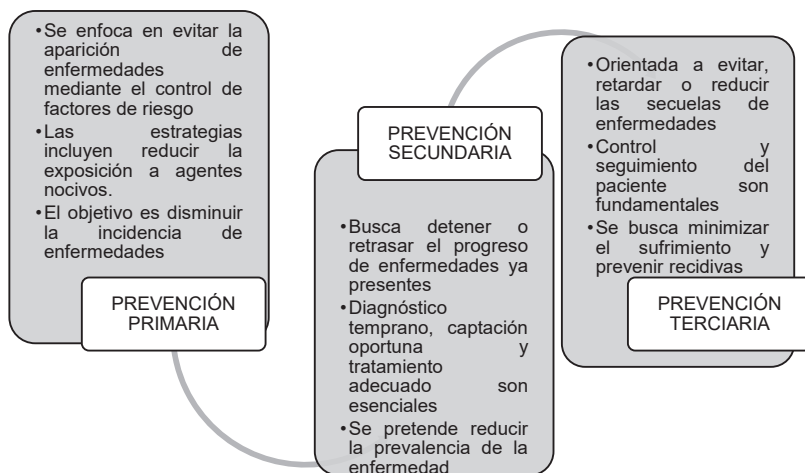 •Se enfoca en evitar la
aparición de
enfermedades
mediante el control de
factores de riesgo
•Las estrategias
incluyen reducir la
exposición a agentes
nocivos.
•El objetivo es disminuir
la incidencia de
enfermedades
PREVENCIÓN
PRIMARIA
PREVENCIÓN
SECUNDARIA
•Busca detener o
retrasar el progreso
de enfermedades ya
presentes
•Diagnóstico
temprano, captación
oportuna y
tratamiento
adecuado son
esenciales
•Se pretende reducir
la prevalencia de la
enfermedad
•Orientada a evitar,
retardar o reducir
las secuelas de
enfermedades
•Control y
seguimiento del
paciente son
fundamentales
•Se busca minimizar
el sufrimiento y
prevenir recidivas
PREVENCIÓN
TERCIARIA